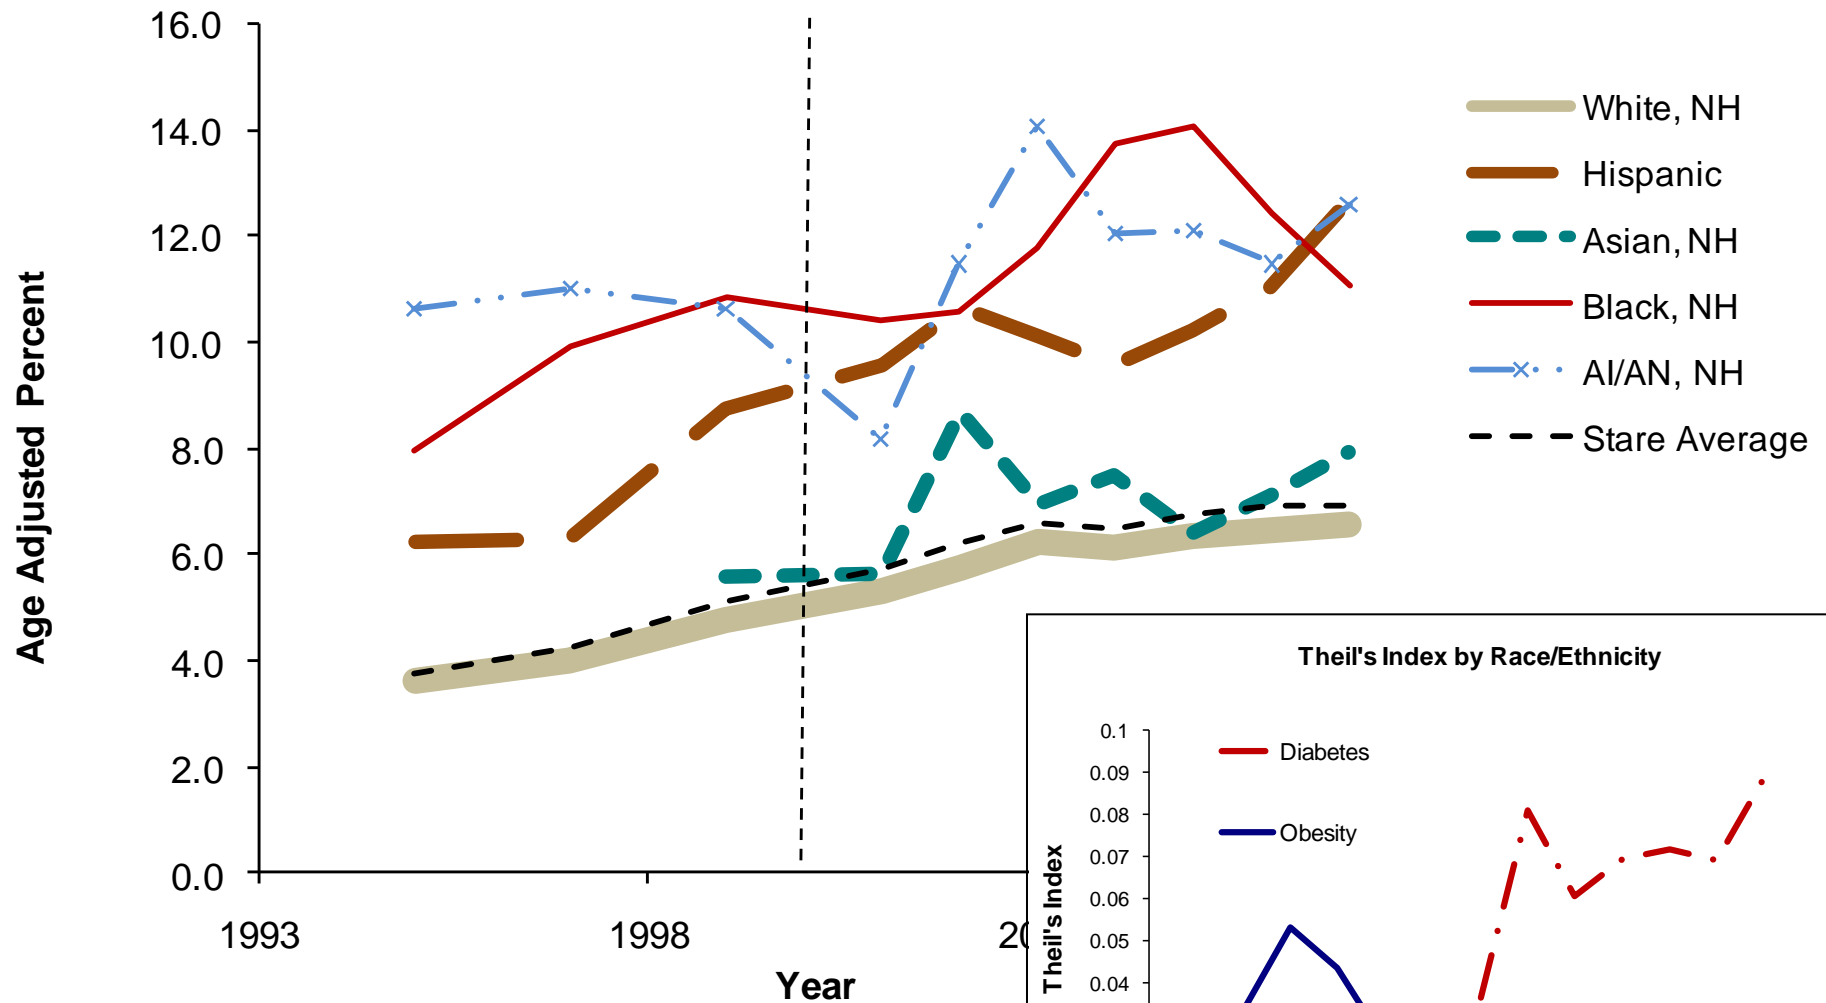 16.0
14.0
12.0
10.0
8.0
6.0
4.0
2.0
0.0
Age Adjusted Percent
1993
1998
20
Year
White, NH
Hispanic
Asian, NH
Black, NH
AI/AN, NH
Stare Average
Theil's Index by Race/Ethnicity
0.1
0.09
0.08
0.07
0.06
0.05
0.04
Theil's Index
Diabetes
Obesity